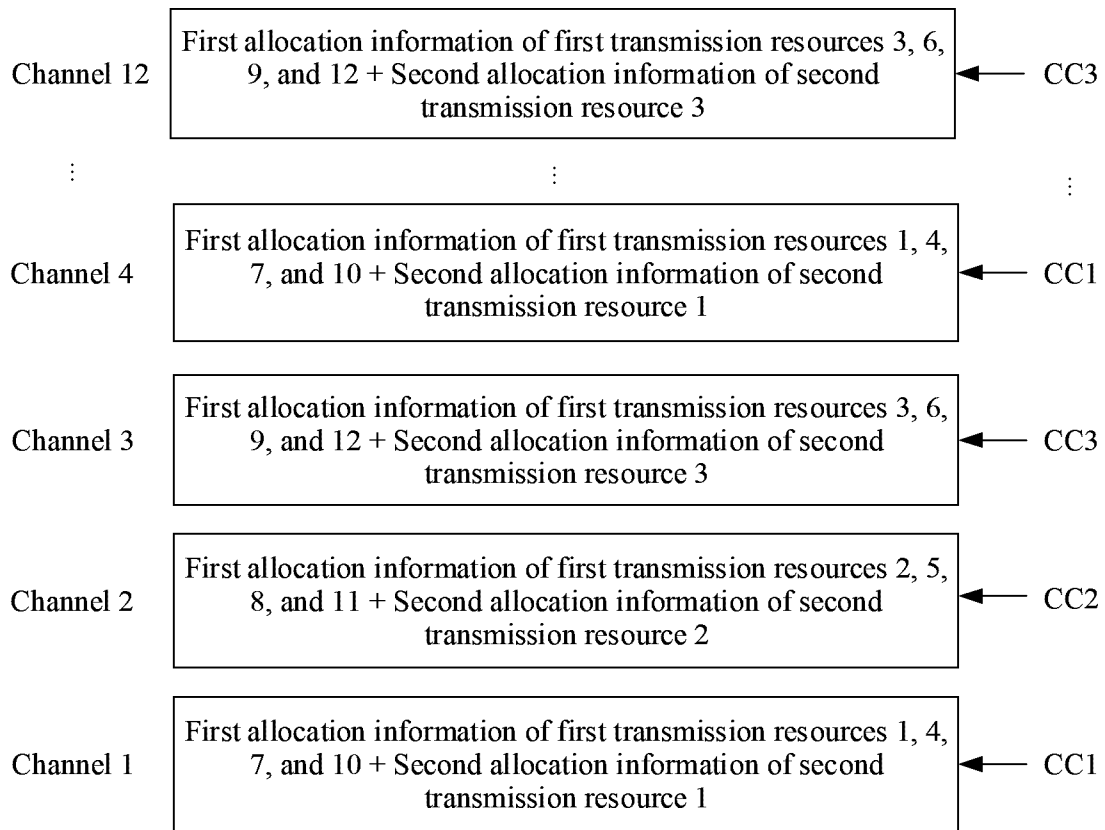 First allocation information of first transmission resources 3, 6,
Channel 12 9, and 12 + Second allocation information of second CC3
transmission resource 3
⋮ ⋮ ⋮
First allocation information of first transmission resources 1, 4,
Channel 4 7, and 10 + Second allocation information of second CC1
transmission resource 1
First allocation information of first transmission resources 3, 6,
Channel 3 9, and 12 + Second allocation information of second CC3
transmission resource 3
First allocation information of first transmission resources 2, 5,
Channel 2 8, and 11 + Second allocation information of second CC2
transmission resource 2
First allocation information of first transmission resources 1, 4,
Channel 1 7, and 10 + Second allocation information of second CC1
transmission resource 1